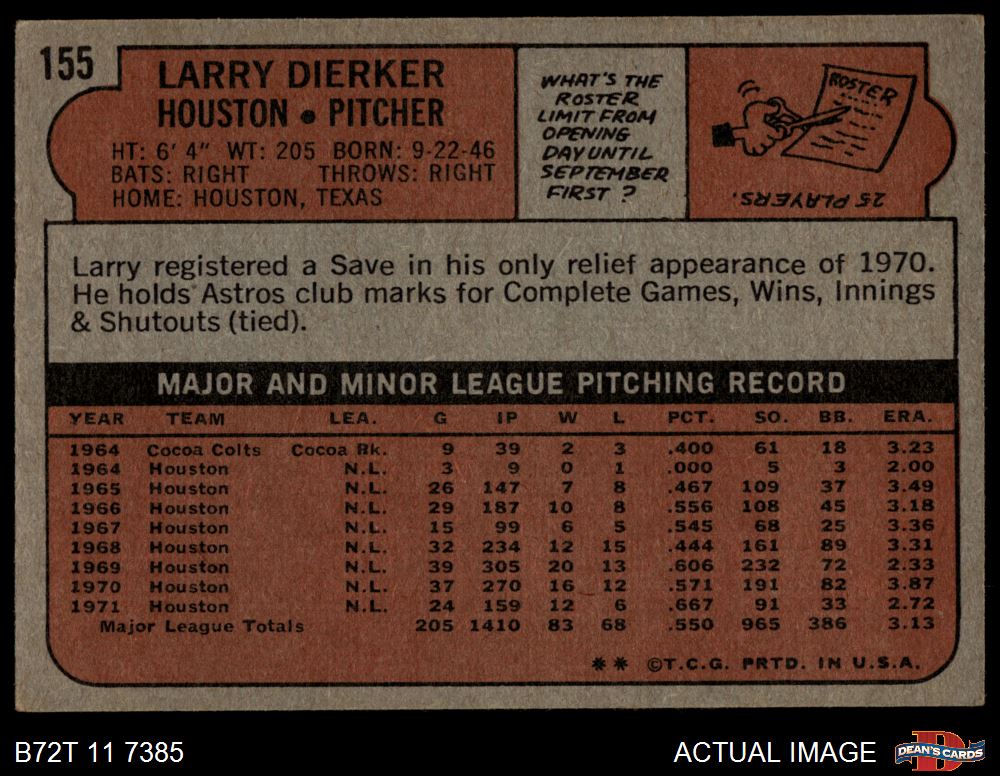 155
LARRY DIERKER
HOUSTON • PITCHER
HT: 6' 4" WT: 205 BORN: 9-22-46
BATS: RIGHT THROWS: RIGHT
HOME: HOUSTON, TEXAS
WHAT'S THE
ROSTER
LIMIT FROM
OPENING
DAY UNTIL
SEPTEMBER
FIRST ?
ROSTER
25 PLAYERS.
Larry registered a Save in his only relief appearance of 1970.
He holds Astros club marks for Complete Games, Wins, Innings
& Shutouts (tied).
MAJOR AND MINOR LEAGUE PITCHING RECORD
YEAR TEAM LEA. G IP W L PCT. SO. BB. ERA.
1964 Cocoa Colts Cocoa Rk. 9 39 2 3 .400 61 18 3.23
1964 Houston N.L. 3 9 0 1 .000 5 3 2.00
1965 Houston N.L. 26 147 7 8 .467 109 37 3.49
1966 Houston N.L. 29 187 10 8 .556 108 45 3.18
1967 Houston N.L. 15 99 6 5 .545 68 25 3.36
1968 Houston N.L. 32 234 12 15 .444 161 89 3.31
1969 Houston N.L. 39 305 20 13 .606 232 72 2.33
1970 Houston N.L. 37 270 16 12 .571 191 82 3.87
1971 Houston N.L. 24 159 12 6 .667 91 33 2.72
Major League Totals 205 1410 83 68 .550 965 386 3.13
** ©T.C.G. PRTD. IN U.S.A.
B72T 11 7385
ACTUAL IMAGE
DEAN'S CARDS